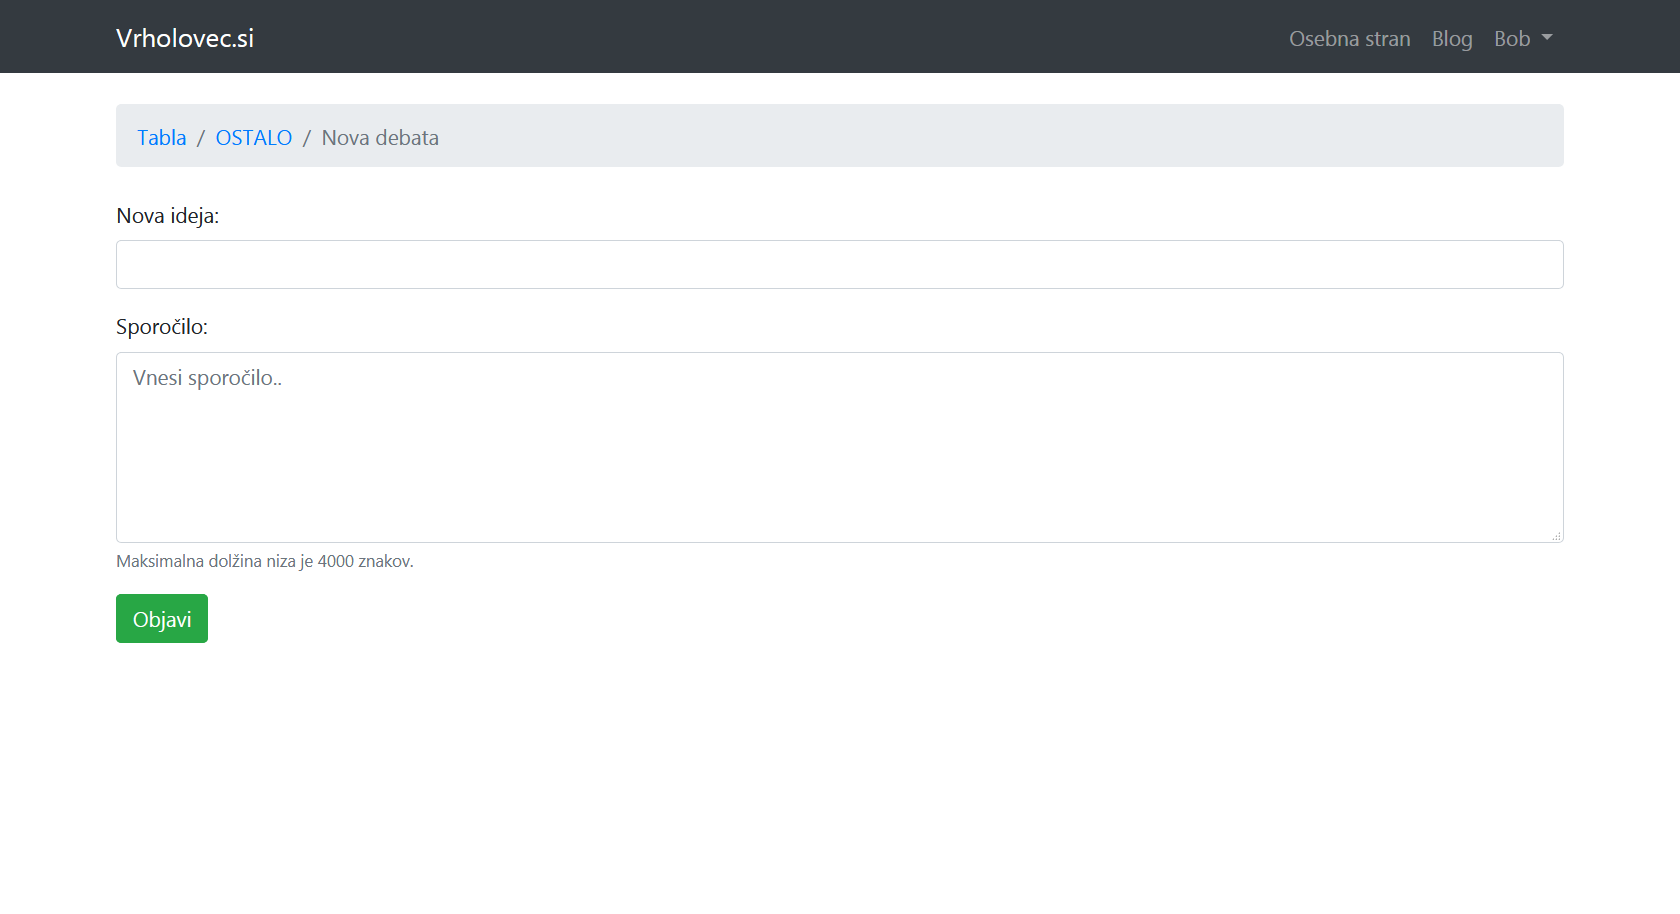 Vrholovec.si Osebna stran Blog Bob
Tabla / OSTALO / Nova debata
Nova ideja:
Sporočilo:
Vnesi sporočilo..
Maksimalna dolžina niza je 4000 znakov.
Objavi